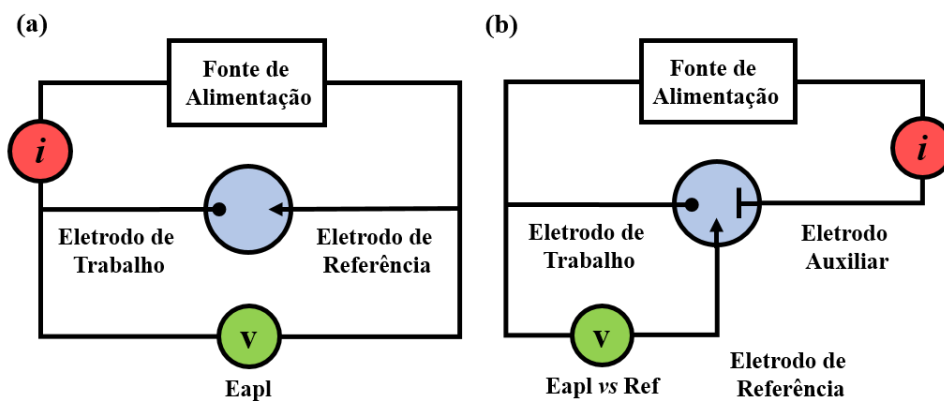 (a)
Fonte de
Alimentação
i
Eletrodo de
Trabalho
Eletrodo de
Referência
v
Eapl
(b)
Fonte de
Alimentação
i
Eletrodo de
Trabalho
Eletrodo
Auxiliar
v
Eapl vs Ref
Eletrodo de
Referência